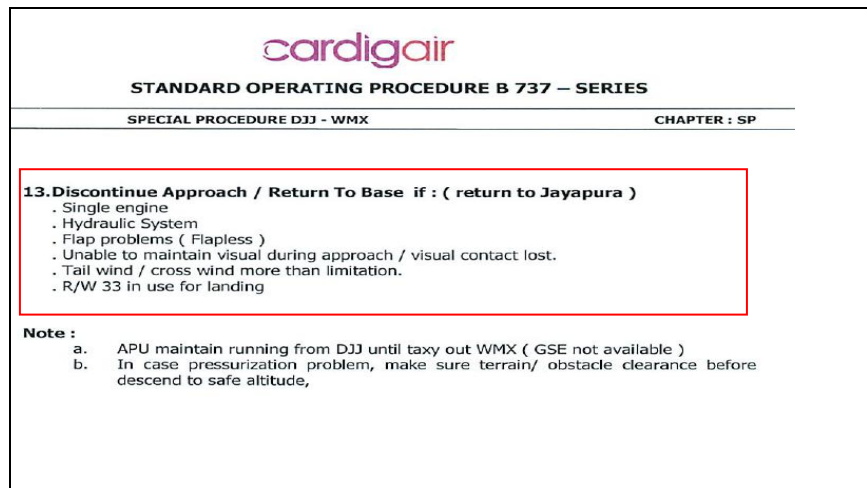 cardigair
STANDARD OPERATING PROCEDURE B 737 – SERIES
SPECIAL PROCEDURE DJJ - WMX CHAPTER : SP
13.Discontinue Approach / Return To Base if : ( return to Jayapura )
. Single engine
. Hydraulic System
. Flap problems ( Flapless )
. Unable to maintain visual during approach / visual contact lost.
. Tail wind / cross wind more than limitation.
. R/W 33 in use for landing
Note :
a. APU maintain running from DJJ until taxy out WMX ( GSE not available )
b. In case pressurization problem, make sure terrain/ obstacle clearance before
descend to safe altitude,